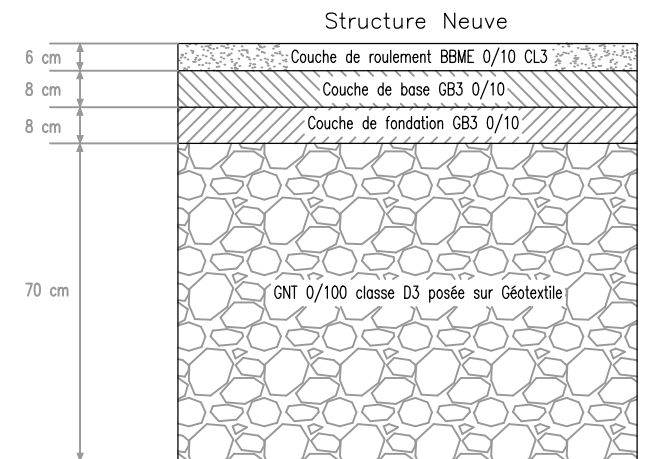 Structure Neuve
6 cm
Couche de roulement BBME 0/10 CL3
8 cm
Couche de base GB3 0/10
8 cm
Couche de fondation GB3 0/10
70 cm
GNT 0/100 classe D3 posée sur Géotextile